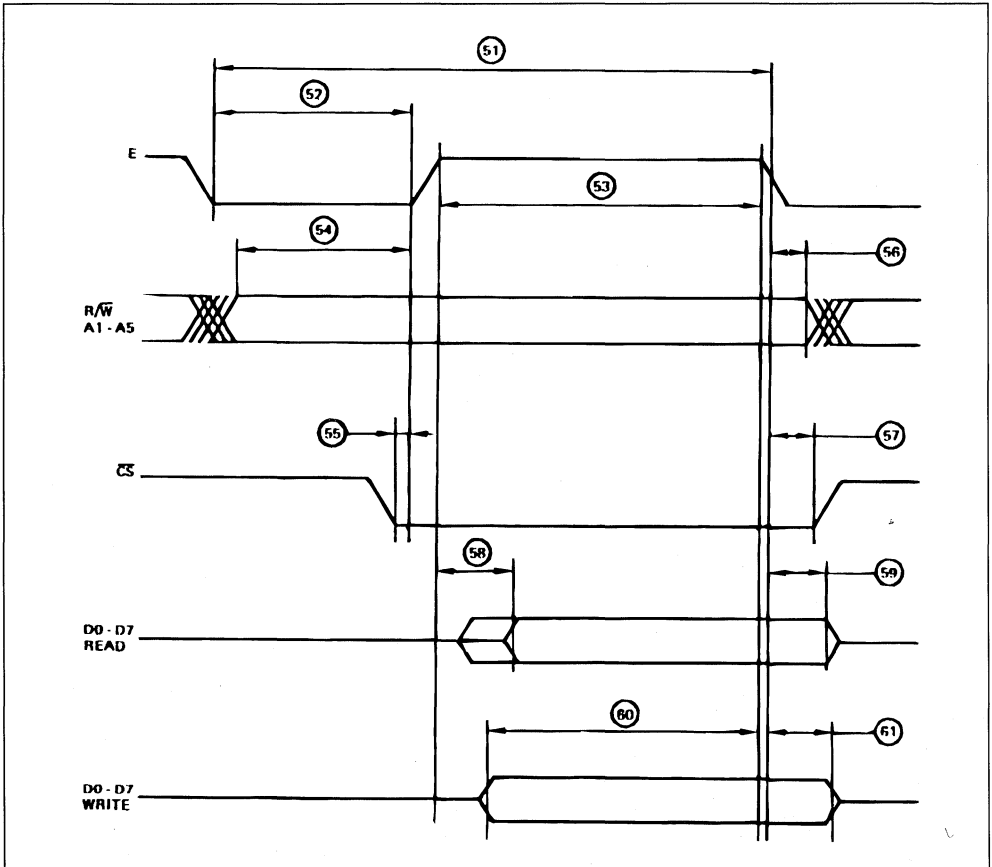 51
52
E
53
54
56
R/W̅
A1 - A5
55
57
C̅S̅
58
59
D0 - D7
READ
60
61
D0 - D7
WRITE